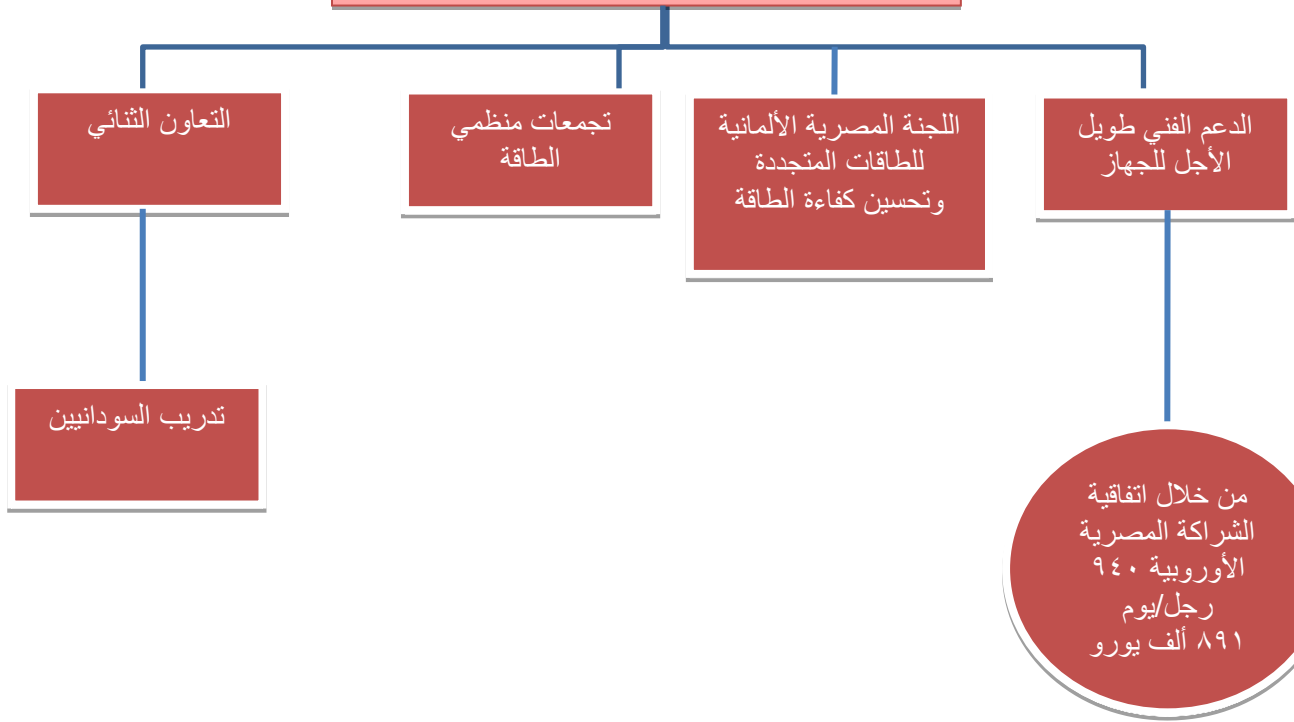 الدعم الفني طويل
الأجل للجهاز
اللجنة المصرية الألمانية
للطاقات المتجددة
وتحسين كفاءة الطاقة
تجمعات منظمي
الطاقة
التعاون الثنائي
تدريب السودانيين
من خلال اتفاقية
الشراكة المصرية
الأوروبية ٩٤٠
رجل/يوم
٨٩١ ألف يورو